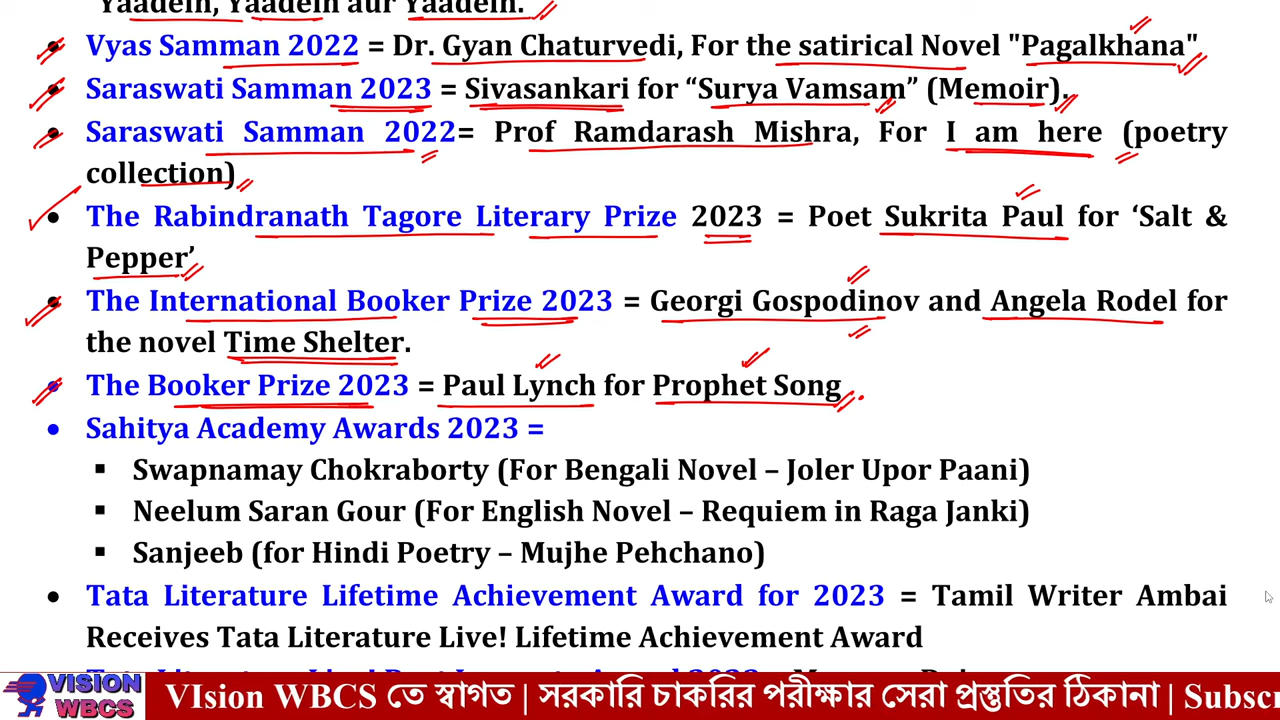 Yaadein, Yaadein aur Yaadein.
• Vyas Samman 2022 = Dr. Gyan Chaturvedi, For the satirical Novel "Pagalkhana"
• Saraswati Samman 2023 = Sivasankari for “Surya Vamsam” (Memoir).
• Saraswati Samman 2022= Prof Ramdarash Mishra, For I am here (poetry
collection)
• The Rabindranath Tagore Literary Prize 2023 = Poet Sukrita Paul for ‘Salt &
Pepper’
• The International Booker Prize 2023 = Georgi Gospodinov and Angela Rodel for
the novel Time Shelter.
• The Booker Prize 2023 = Paul Lynch for Prophet Song
• Sahitya Academy Awards 2023 =
▪ Swapnamay Chokraborty (For Bengali Novel – Joler Upor Paani)
▪ Neelum Saran Gour (For English Novel – Requiem in Raga Janki)
▪ Sanjeeb (for Hindi Poetry – Mujhe Pehchano)
• Tata Literature Lifetime Achievement Award for 2023 = Tamil Writer Ambai
Receives Tata Literature Live! Lifetime Achievement Award
VISION
WBCS
VIsion WBCS তে স্বাগত | সরকারি চাকরির পরীক্ষার সেরা প্রস্তুতির ঠিকানা | Subsc